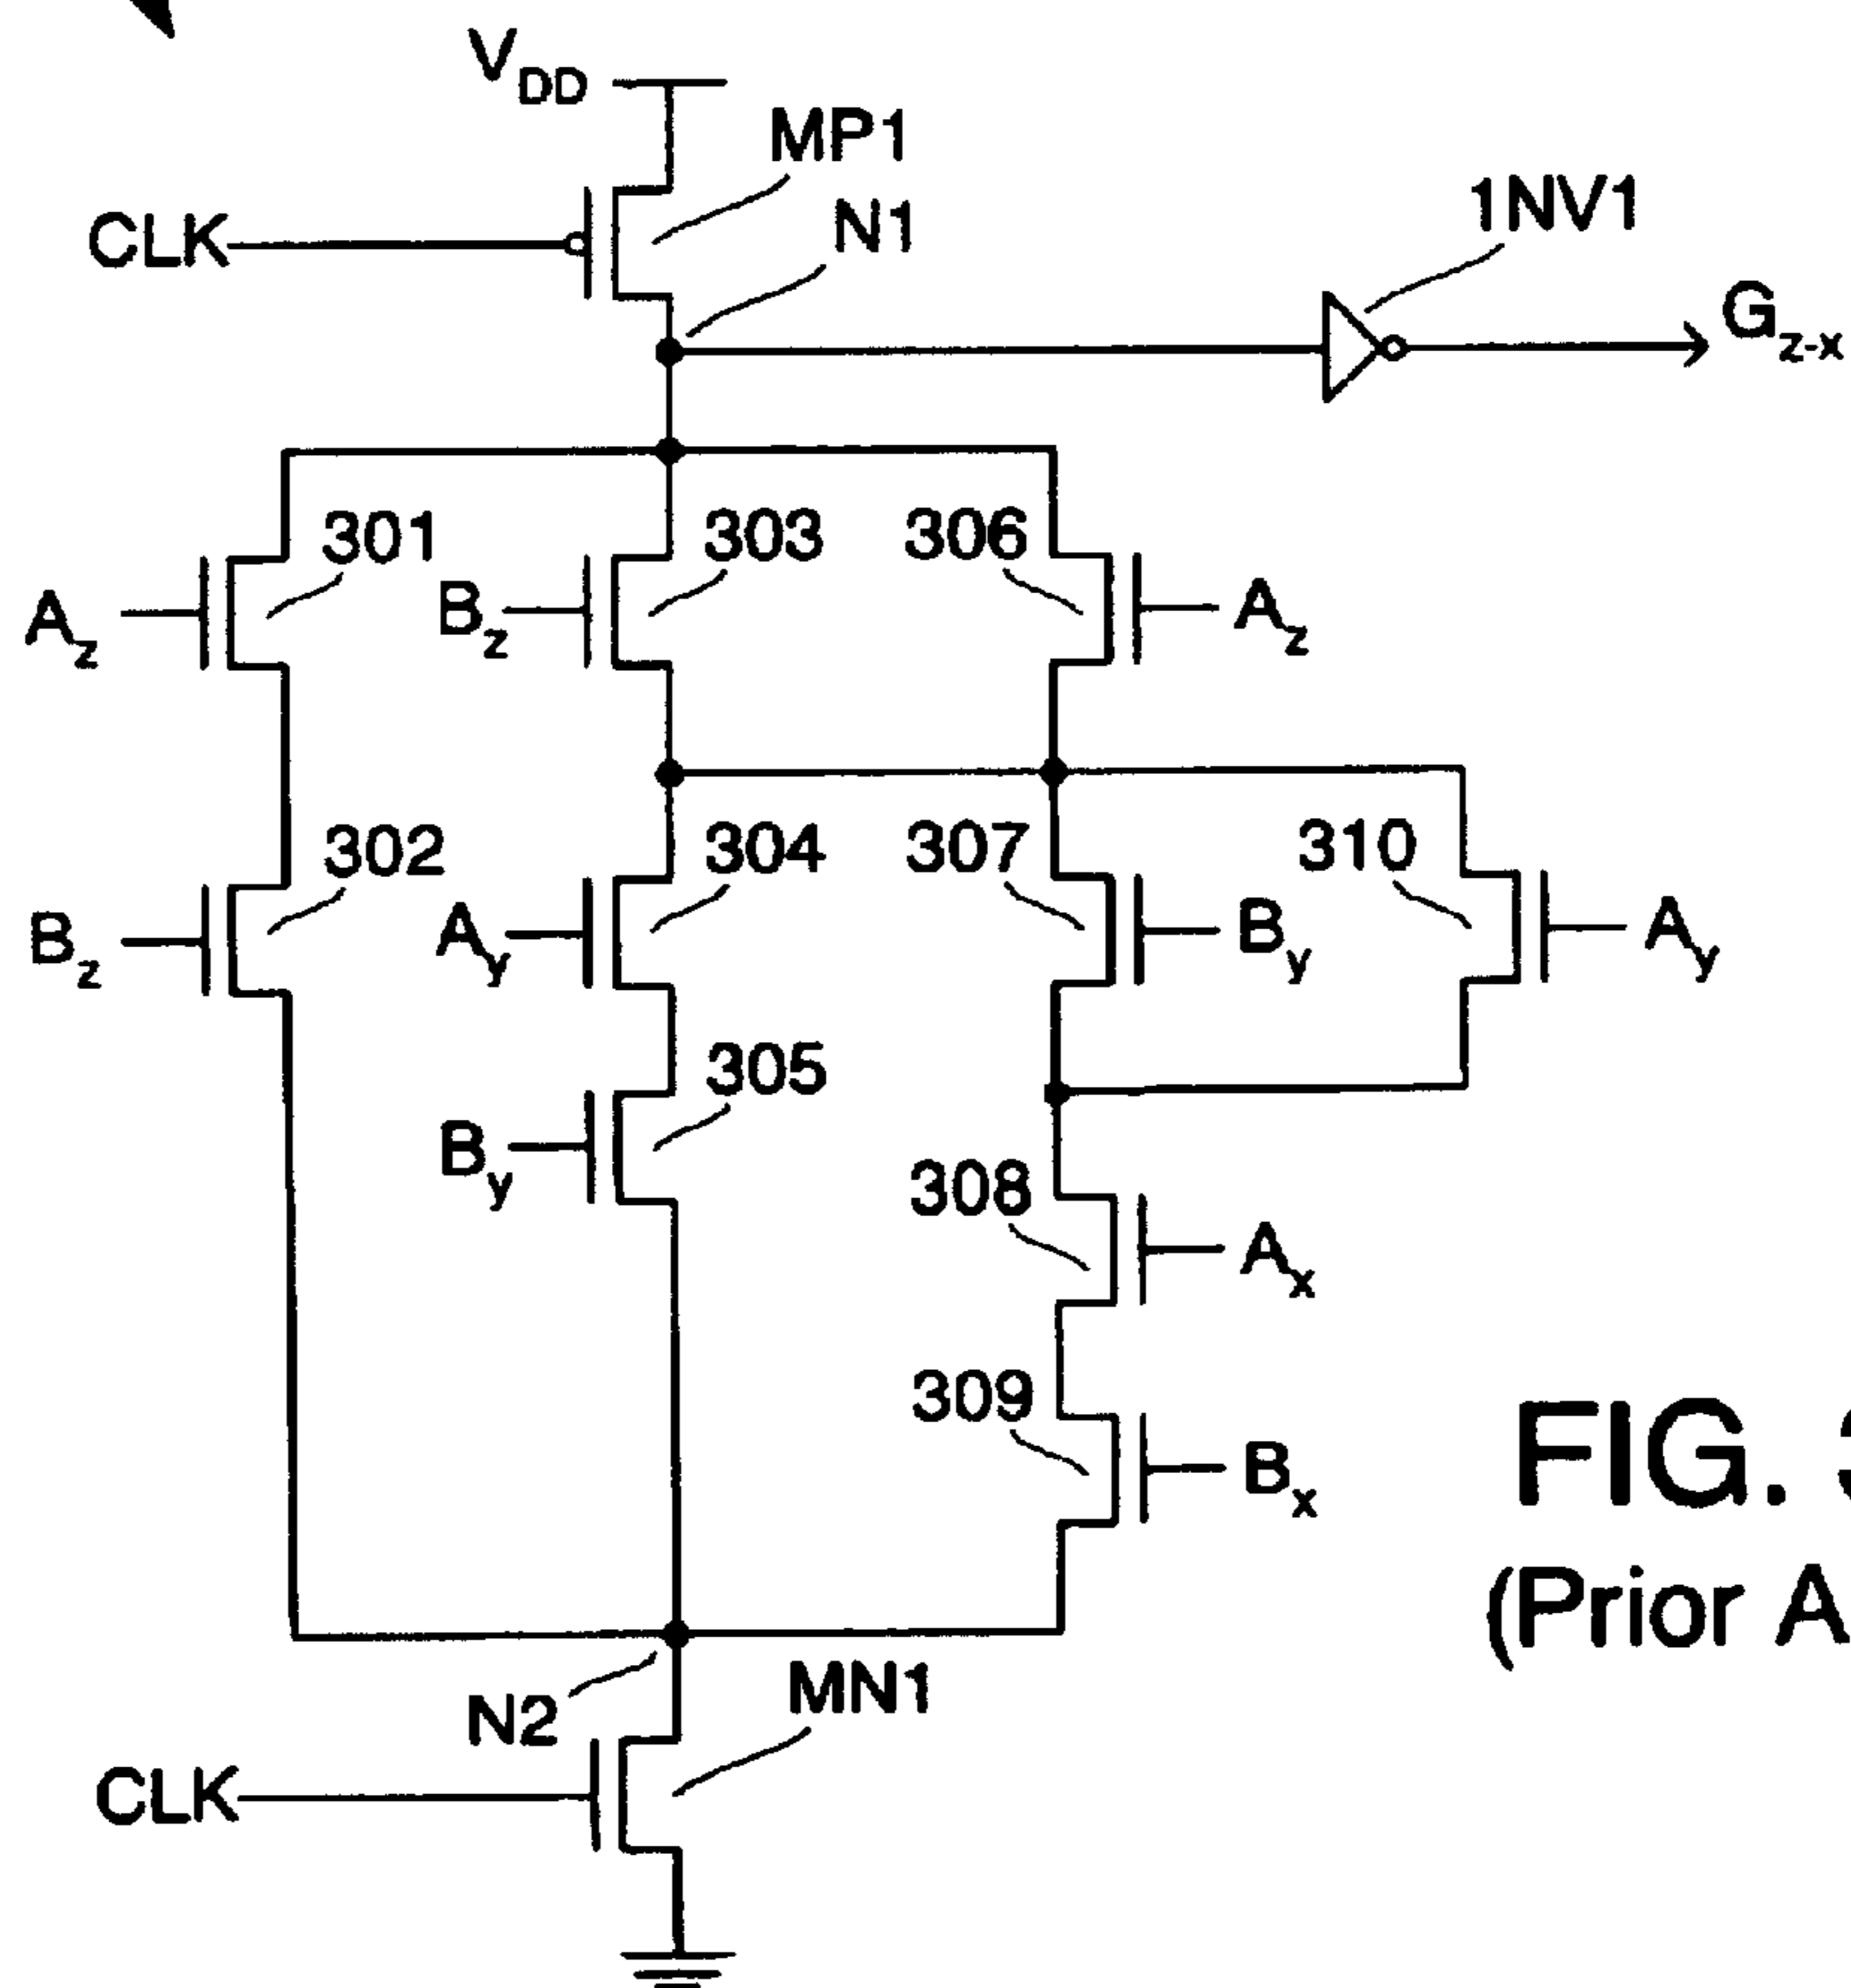 VDD
MP1
CLK
N1
1NV1
Gz-x
301
303
306
Az
Bz
Az
302
304
307
310
Bz
Ay
By
Ay
305
By
308
Ax
309
Bx
FIG.
(Prior A
N2
MN1
CLK